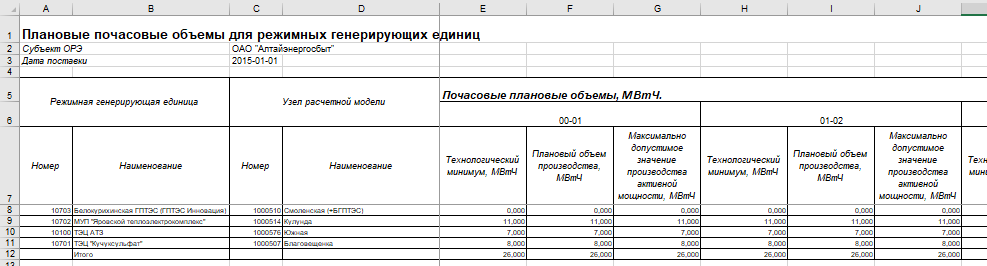 A B C D E F G H I J
1 Плановые почасовые объемы для режимных генерирующих единиц
2 Субъект ОРЭ ОАО "Алтайэнергосбыт"
3 Дата поставки 2015-01-01
4
5 Режимная генерирующая единица Узел расчетной модели Почасовые плановые объемы, МВтЧ.
6 00-01 01-02
7 Номер Наименование Номер Наименование Технологический минимум, МВтЧ Плановый объем производства, МВтЧ Максимально допустимое значение производства активной мощности, МВтЧ Технологический минимум, МВтЧ Плановый объем производства, МВтЧ Максимально допустимое значение производства активной мощности, МВтЧ
8 10703 Белокурихинская ГПТЭС (ГПТЭС Инновация) 1000510 Смоленская (+БГПТЭС) 0,000 0,000 0,000 0,000 0,000 0,000
9 10702 МУП "Яровской теплоэлектрокомплекс" 1000514 Кулунда 11,000 11,000 11,000 11,000 11,000 11,000
10 10100 ТЭЦ АТЗ 1000576 Южная 7,000 7,000 7,000 7,000 7,000 7,000
11 10701 ТЭЦ "Кучуксульфат" 1000507 Благовещенка 8,000 8,000 8,000 8,000 8,000 8,000
12 Итого 26,000 26,000 26,000 26,000 26,000 26,000